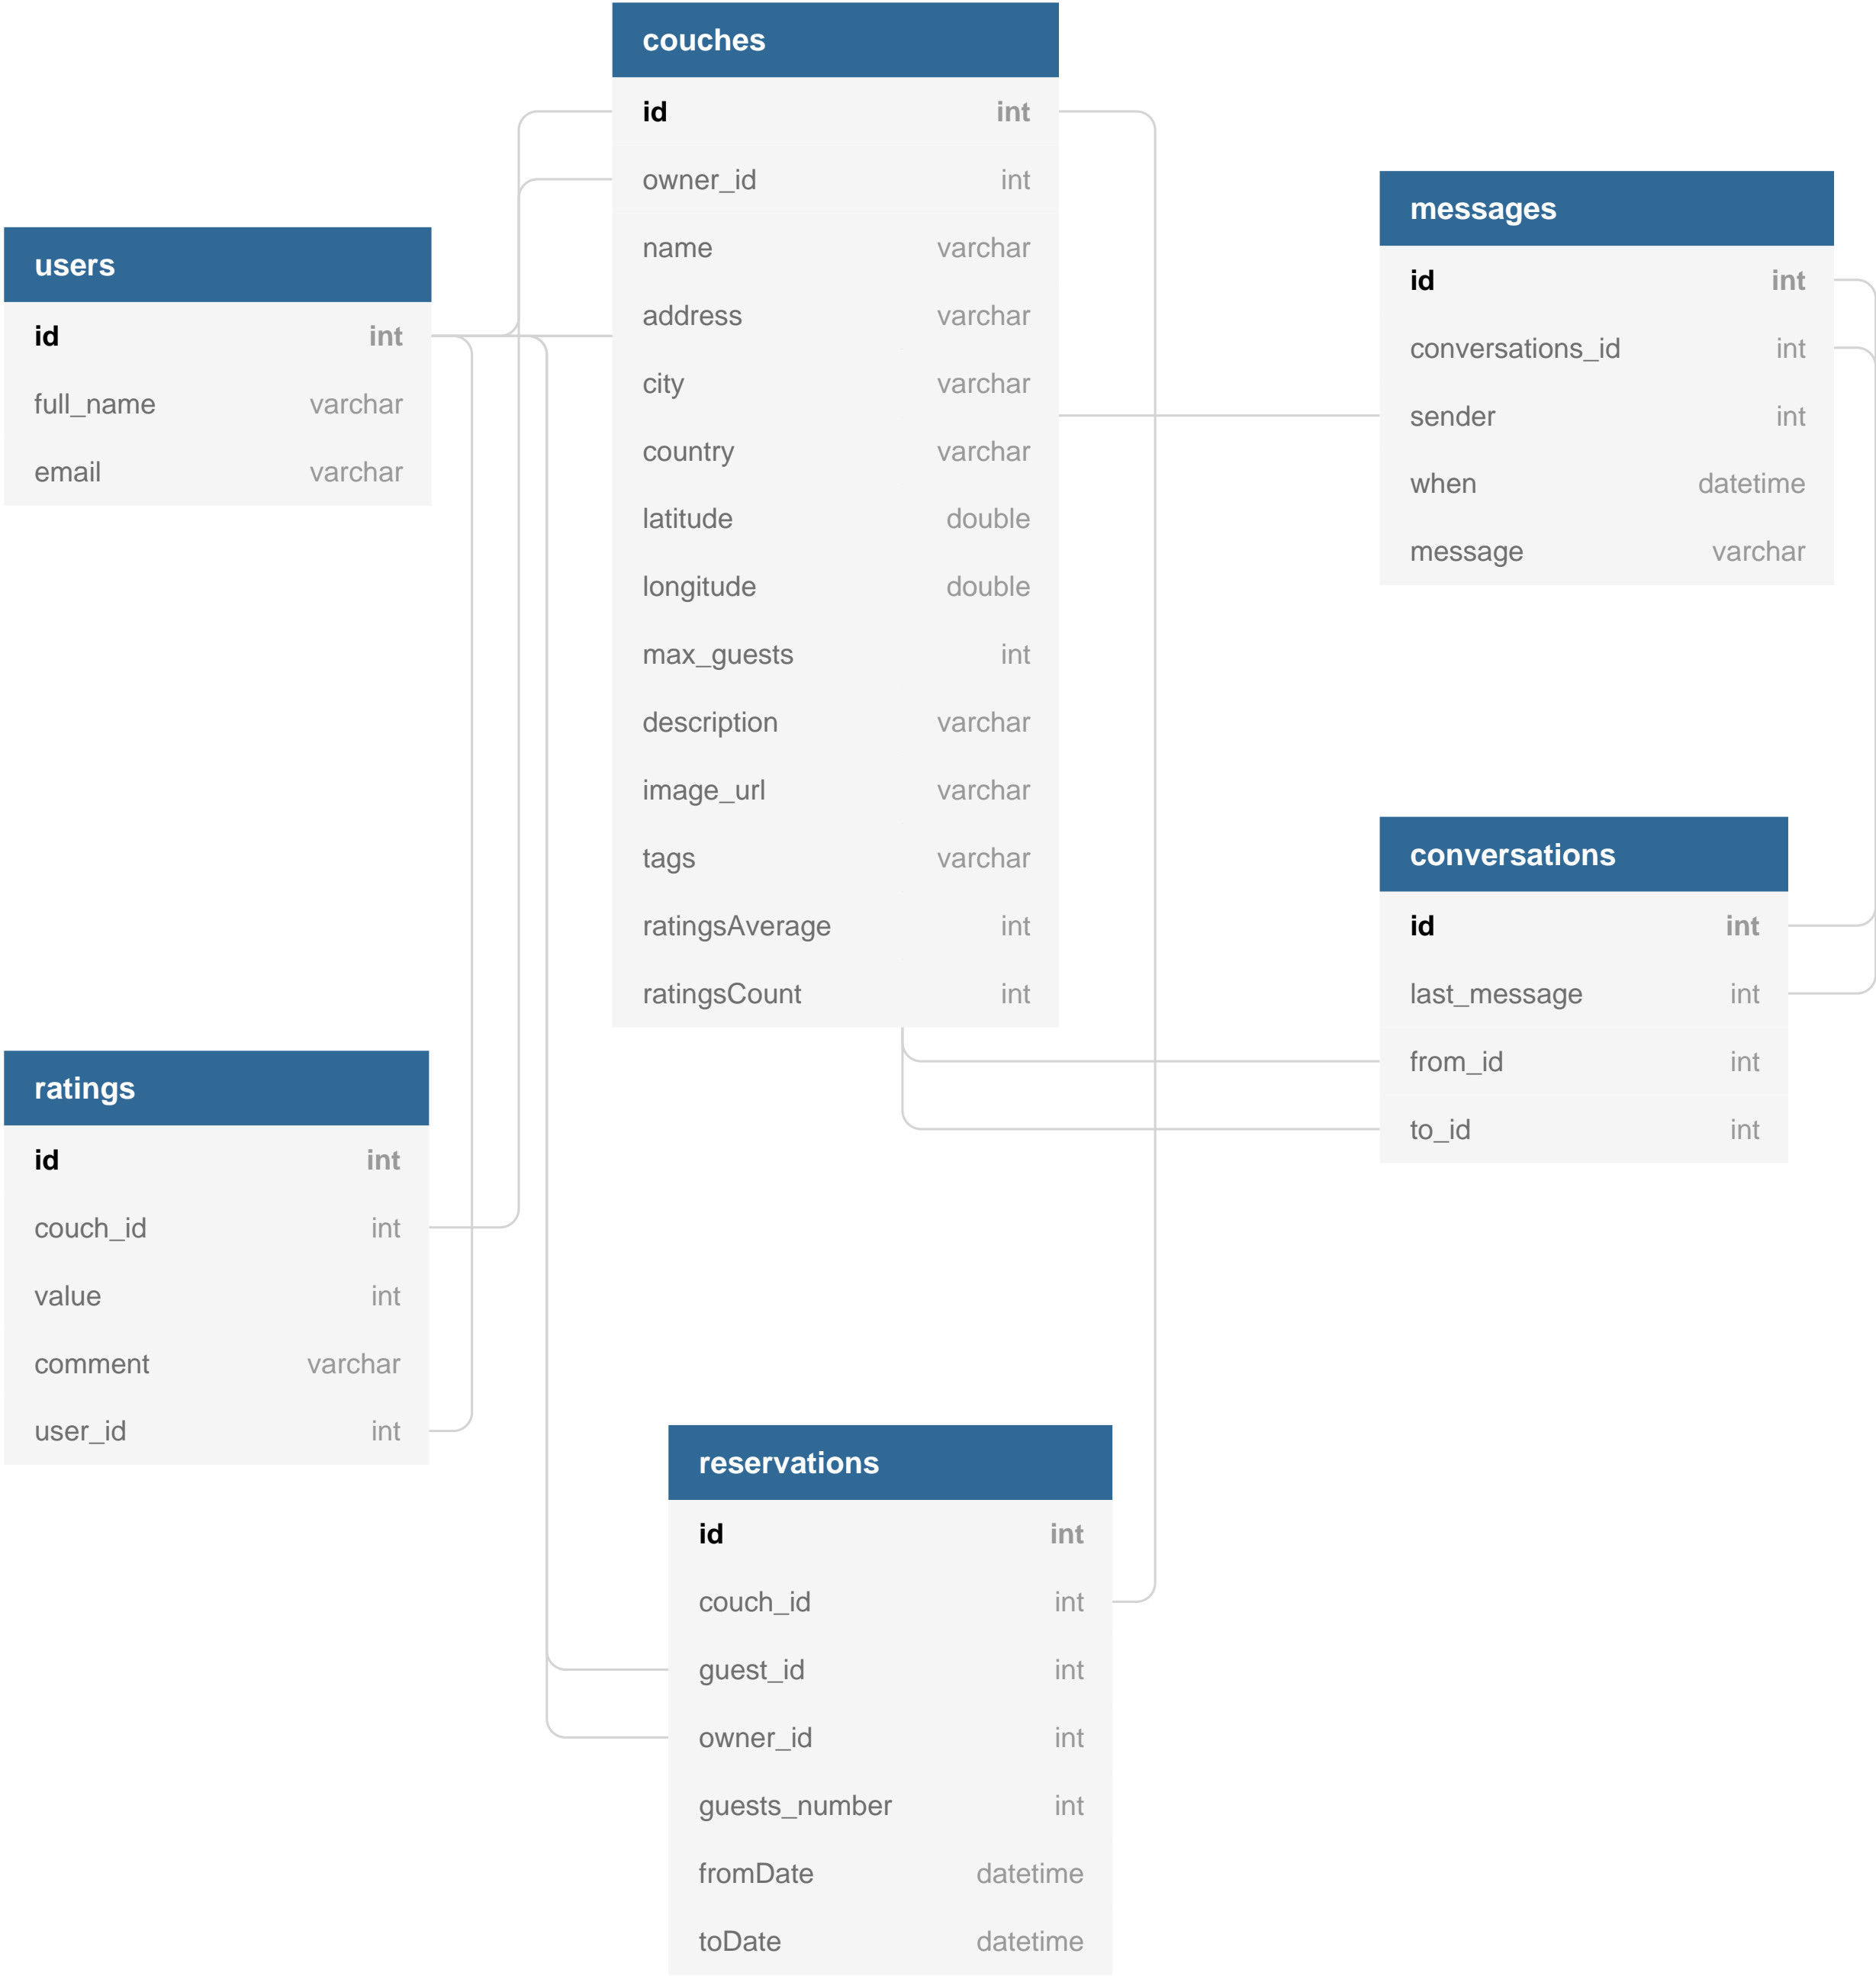 couches
id int
owner_id int
name varchar
address varchar
city varchar
country varchar
latitude double
longitude double
max_guests int
description varchar
image_url varchar
tags varchar
ratingsAverage int
ratingsCount int
messages
id int
conversations_id int
sender int
when datetime
message varchar
users
id int
full_name varchar
email varchar
conversations
id int
last_message int
from_id int
to_id int
ratings
id int
couch_id int
value int
comment varchar
user_id int
reservations
id int
couch_id int
guest_id int
owner_id int
guests_number int
fromDate datetime
toDate datetime